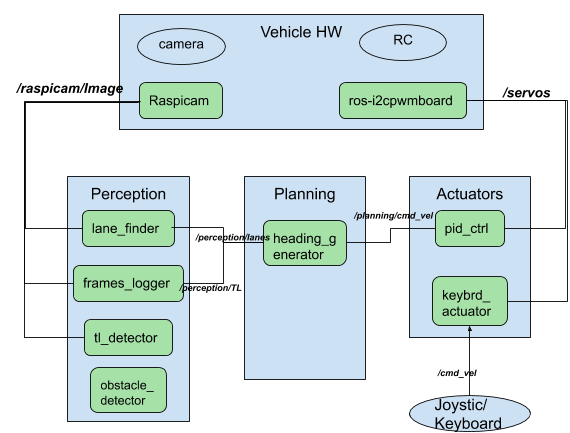 Vehicle HW
camera
RC
/raspicam/Image
Raspicam
ros-i2cpwmboard
/servos
Perception
Planning
Actuators
lane_finder
/perception/lanes
heading_g
enerator
/planning/cmd_vel
pid_ctrl
frames_logger
/perception/TL
keybrd_
actuator
tl_detector
obstacle_
detector
/cmd_vel
Joystic/
Keyboard